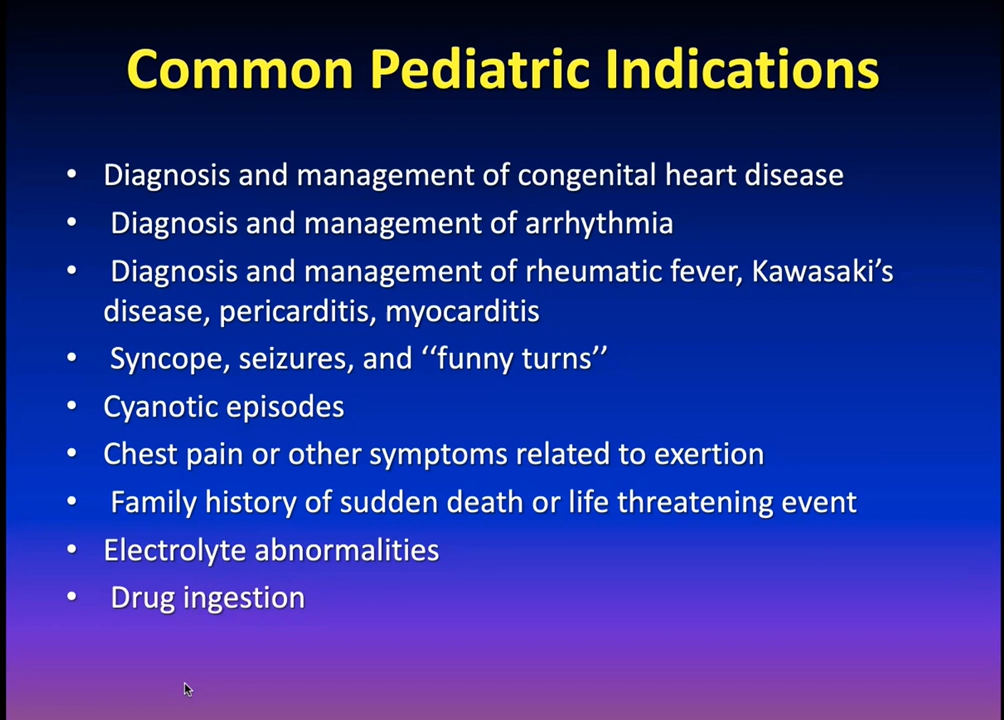 Common Pediatric Indications
• Diagnosis and management of congenital heart disease
• Diagnosis and management of arrhythmia
• Diagnosis and management of rheumatic fever, Kawasaki’s
disease, pericarditis, myocarditis
• Syncope, seizures, and ‘‘funny turns’’
• Cyanotic episodes
• Chest pain or other symptoms related to exertion
• Family history of sudden death or life threatening event
• Electrolyte abnormalities
• Drug ingestion